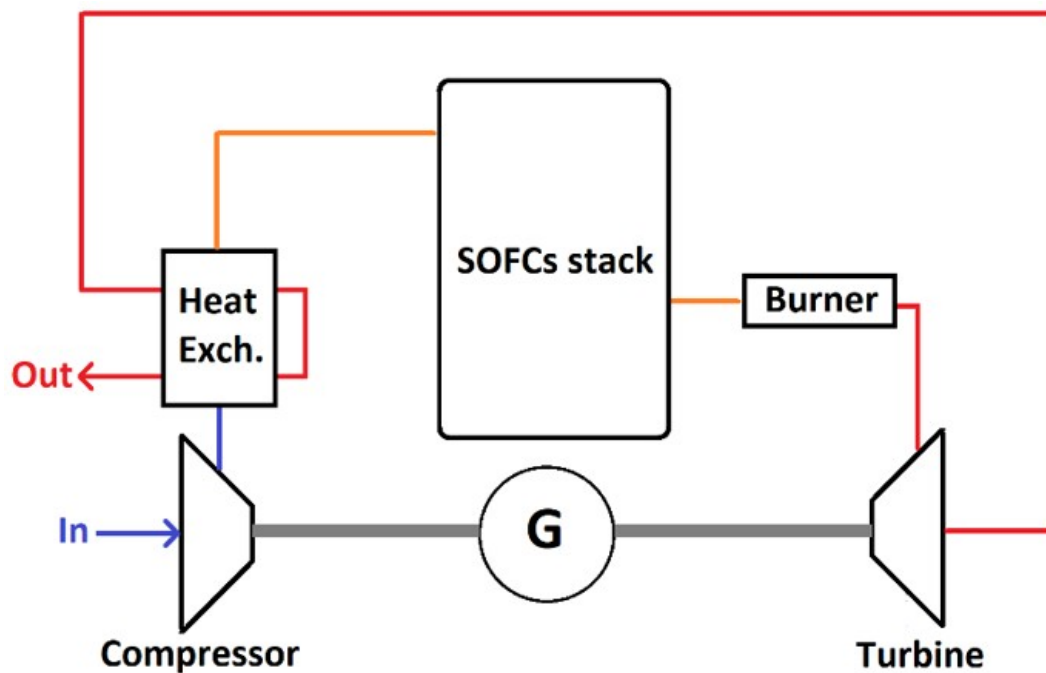 SOFCs stack
Heat
Exch.
Burner
Out
In
G
Compressor
Turbine